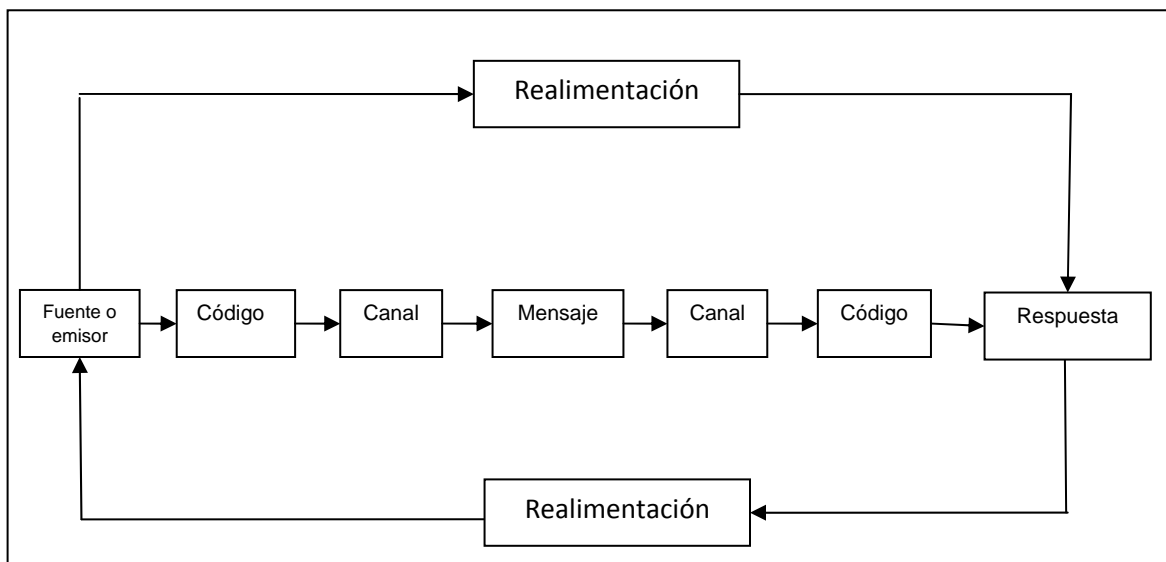 Realimentación
Fuente o
emisor
Código
Canal
Mensaje
Canal
Código
Respuesta
Realimentación